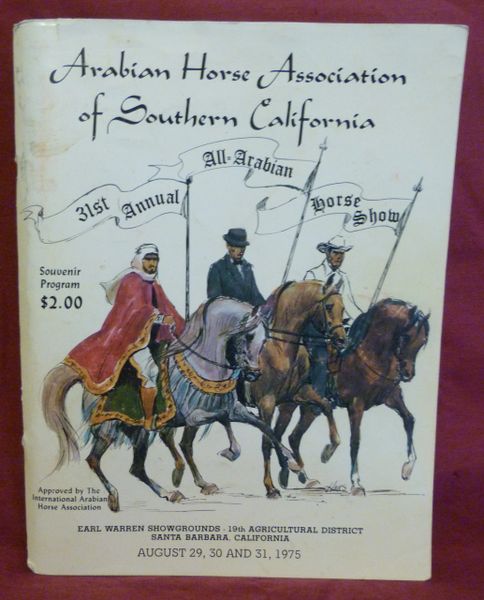 Arabian Horse Association
of Southern California
31st Annual
All-Arabian
Horse
Show
Souvenir
Program
$2.00
Approved by The
International Arabian
Horse Association
EARL WARREN SHOWGROUNDS - 19th AGRICULTURAL DISTRICT
SANTA BARBARA, CALIFORNIA
AUGUST 29, 30 AND 31, 1975